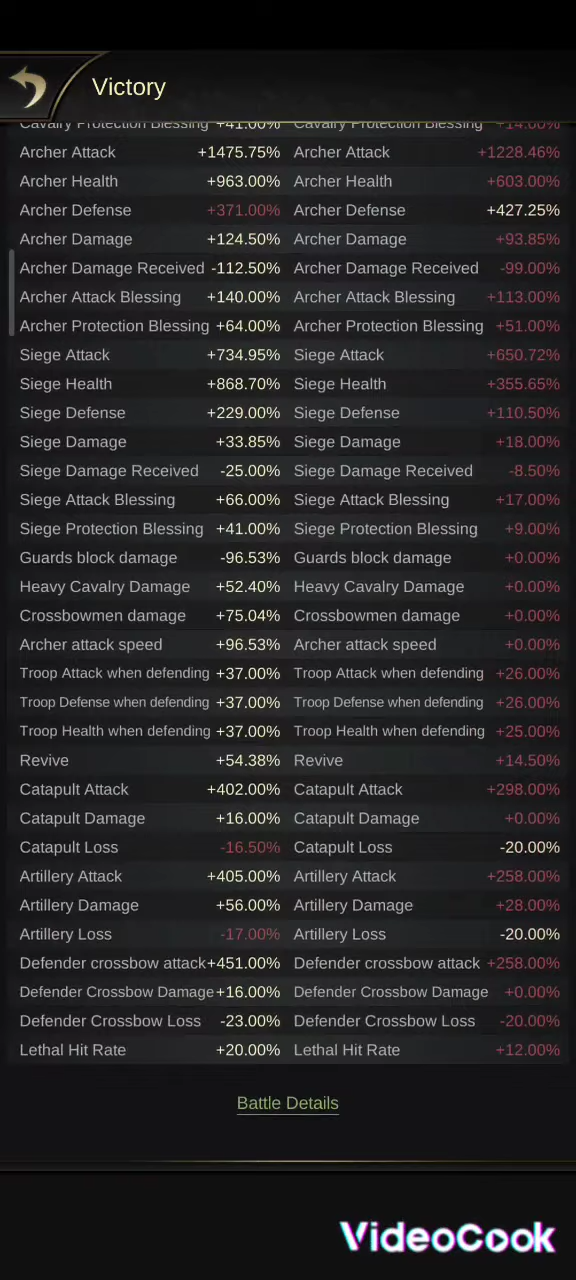 Victory
Cavalry Protection Blessing +41.00% Cavalry Protection Blessing +14.00%
Archer Attack +1475.75% Archer Attack +1228.46%
Archer Health +963.00% Archer Health +603.00%
Archer Defense +371.00% Archer Defense +427.25%
Archer Damage +124.50% Archer Damage +93.85%
Archer Damage Received -112.50% Archer Damage Received -99.00%
Archer Attack Blessing +140.00% Archer Attack Blessing +113.00%
Archer Protection Blessing +64.00% Archer Protection Blessing +51.00%
Siege Attack +734.95% Siege Attack +650.72%
Siege Health +868.70% Siege Health +355.65%
Siege Defense +229.00% Siege Defense +110.50%
Siege Damage +33.85% Siege Damage +18.00%
Siege Damage Received -25.00% Siege Damage Received -8.50%
Siege Attack Blessing +66.00% Siege Attack Blessing +17.00%
Siege Protection Blessing +41.00% Siege Protection Blessing +9.00%
Guards block damage -96.53% Guards block damage +0.00%
Heavy Cavalry Damage +52.40% Heavy Cavalry Damage +0.00%
Crossbowmen damage +75.04% Crossbowmen damage +0.00%
Archer attack speed +96.53% Archer attack speed +0.00%
Troop Attack when defending +37.00% Troop Attack when defending +26.00%
Troop Defense when defending +37.00% Troop Defense when defending +26.00%
Troop Health when defending +37.00% Troop Health when defending +25.00%
Revive +54.38% Revive +14.50%
Catapult Attack +402.00% Catapult Attack +298.00%
Catapult Damage +16.00% Catapult Damage +0.00%
Catapult Loss -16.50% Catapult Loss -20.00%
Artillery Attack +405.00% Artillery Attack +258.00%
Artillery Damage +56.00% Artillery Damage +28.00%
Artillery Loss -17.00% Artillery Loss -20.00%
Defender crossbow attack+451.00% Defender crossbow attack +258.00%
Defender Crossbow Damage+16.00% Defender Crossbow Damage +0.00%
Defender Crossbow Loss -23.00% Defender Crossbow Loss -20.00%
Lethal Hit Rate +20.00% Lethal Hit Rate +12.00%
Battle Details
VideoCook